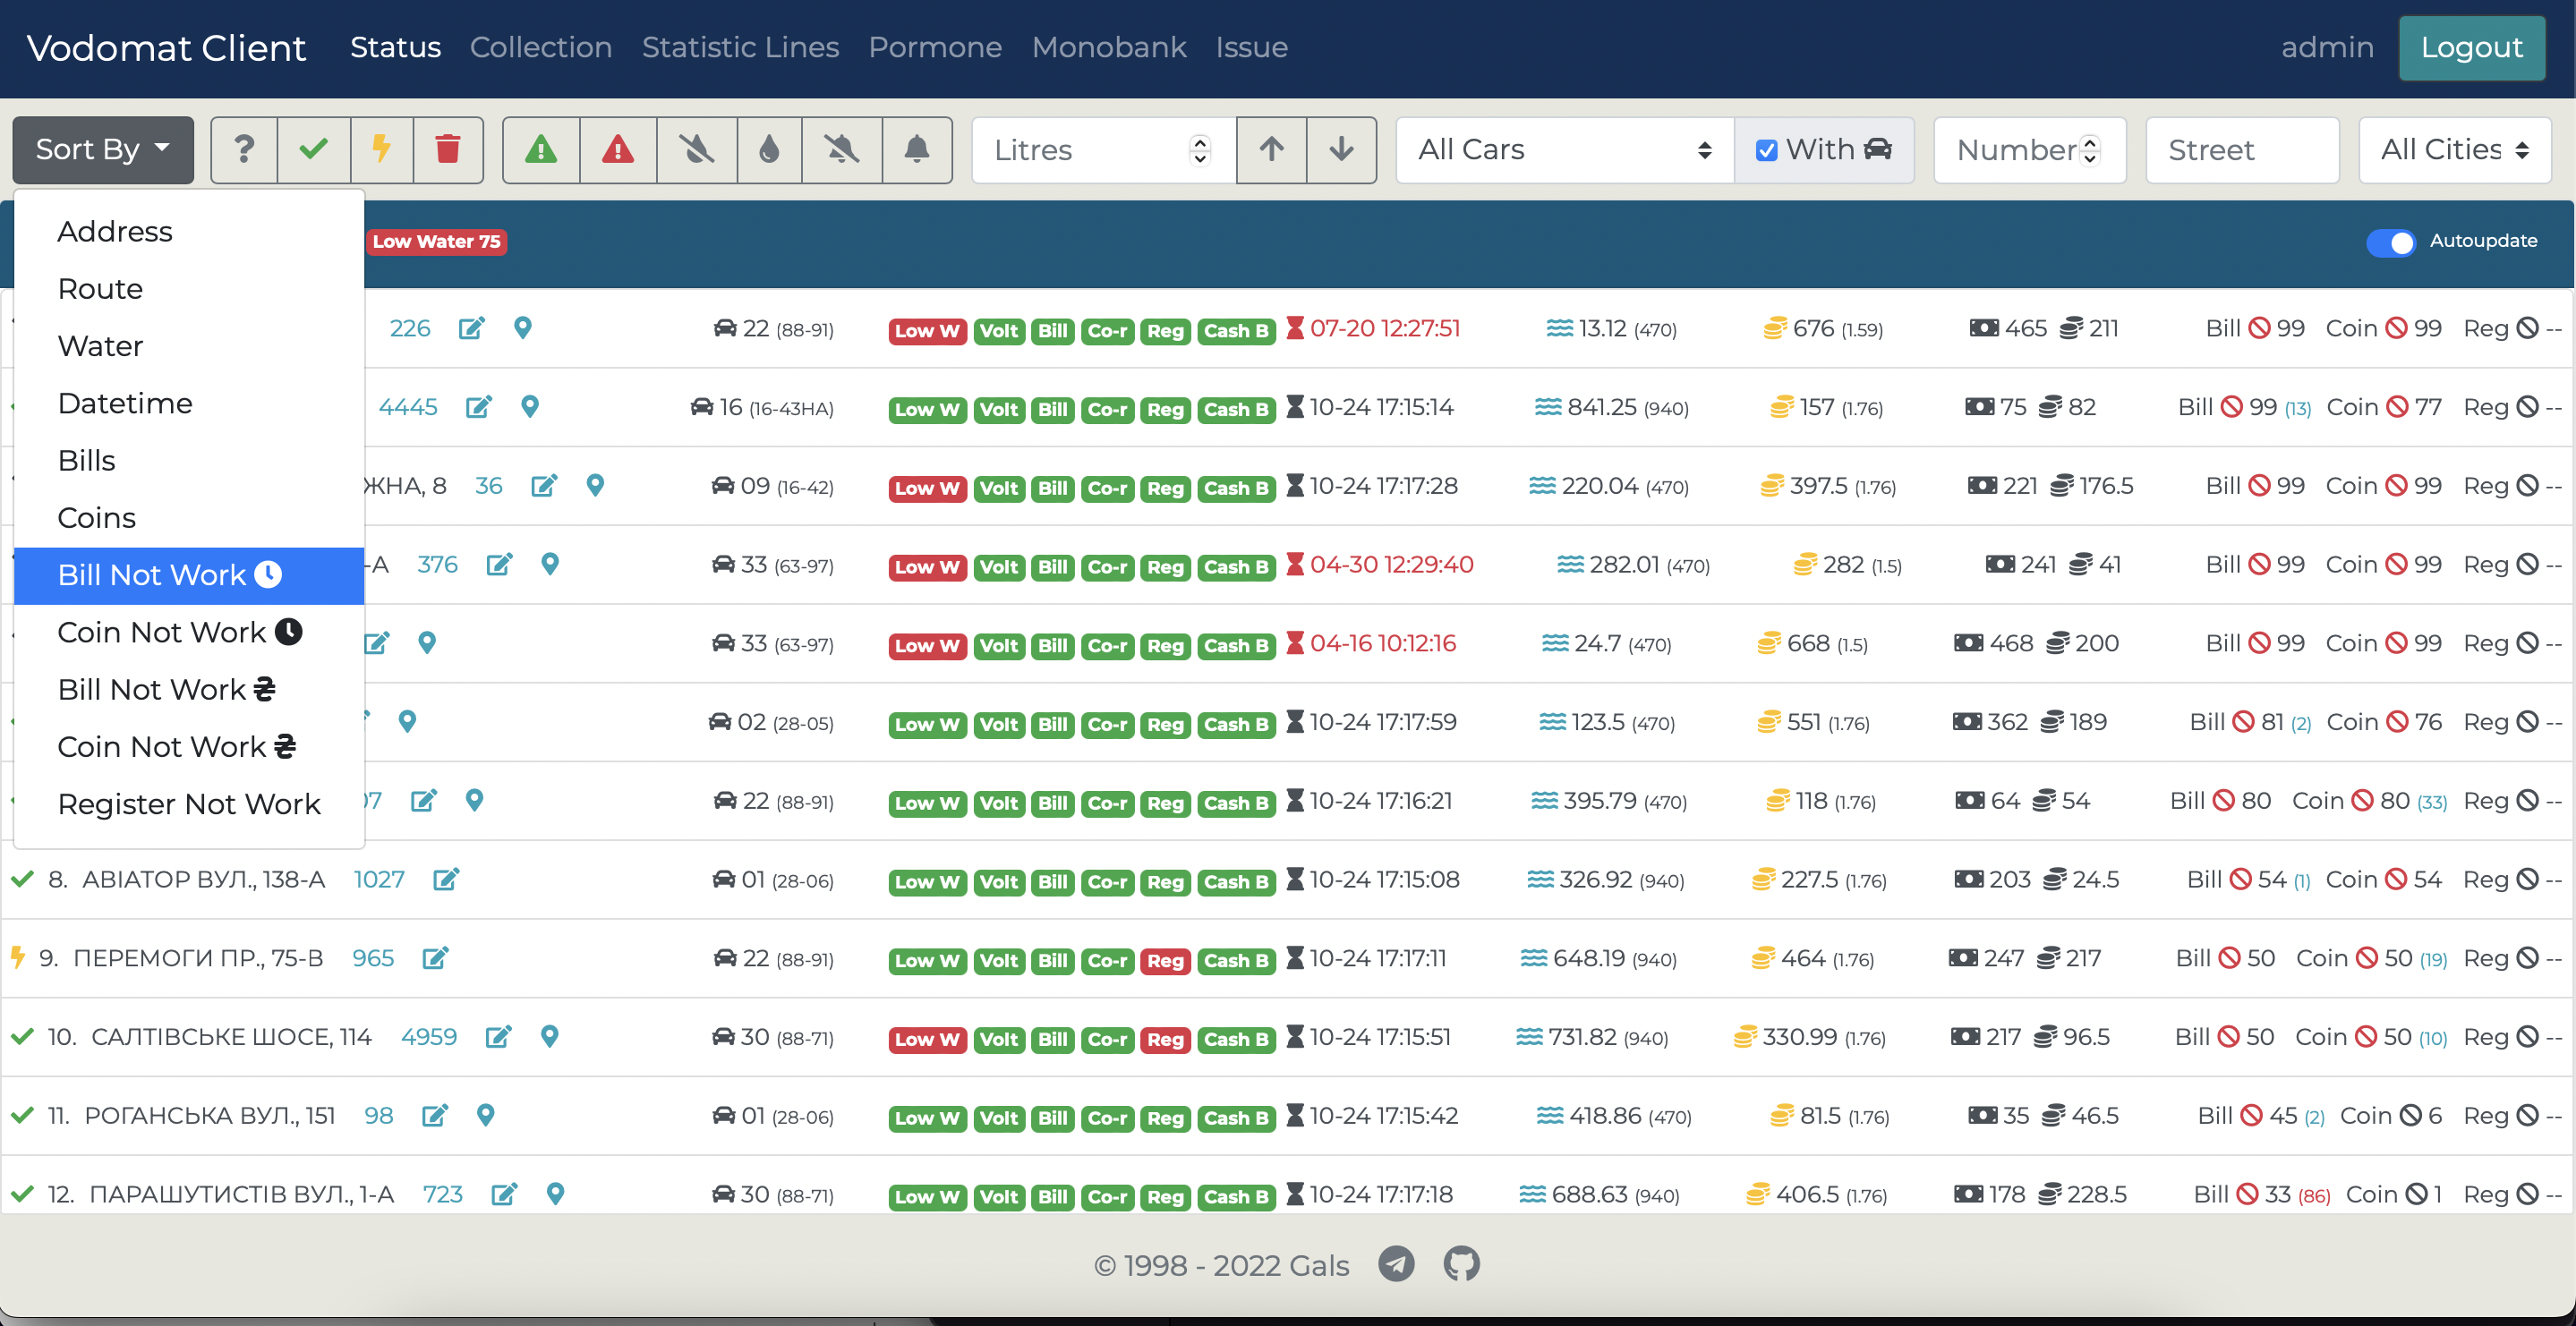 Vodomat Client Status Collection Statistic Lines Pormone Monobank Issue admin Logout
Sort By ? Litres All Cars With Number Street All Cities
Low Water 75 Autoupdate
Address
Route
Water
Datetime
Bills
Coins
Bill Not Work
Coin Not Work
Bill Not Work ₴
Coin Not Work ₴
Register Not Work
226 22 (88-91) Low W Volt Bill Co-r Reg Cash B 07-20 12:27:51 13.12 (470) 676 (1.59) 465 211 Bill 99 Coin 99 Reg --
4445 16 (16-43HA) Low W Volt Bill Co-r Reg Cash B 10-24 17:15:14 841.25 (940) 157 (1.76) 75 82 Bill 99 (13) Coin 77 Reg --
ЖНА, 8 36 09 (16-42) Low W Volt Bill Co-r Reg Cash B 10-24 17:17:28 220.04 (470) 397.5 (1.76) 221 176.5 Bill 99 Coin 99 Reg --
-А 376 33 (63-97) Low W Volt Bill Co-r Reg Cash B 04-30 12:29:40 282.01 (470) 282 (1.5) 241 41 Bill 99 Coin 99 Reg --
33 (63-97) Low W Volt Bill Co-r Reg Cash B 04-16 10:12:16 24.7 (470) 668 (1.5) 468 200 Bill 99 Coin 99 Reg --
02 (28-05) Low W Volt Bill Co-r Reg Cash B 10-24 17:17:59 123.5 (470) 551 (1.76) 362 189 Bill 81 (2) Coin 76 Reg --
7 22 (88-91) Low W Volt Bill Co-r Reg Cash B 10-24 17:16:21 395.79 (470) 118 (1.76) 64 54 Bill 80 Coin 80 (33) Reg --
8. АВІАТОР ВУЛ., 138-А 1027 01 (28-06) Low W Volt Bill Co-r Reg Cash B 10-24 17:15:08 326.92 (940) 227.5 (1.76) 203 24.5 Bill 54 (1) Coin 54 Reg --
9. ПЕРЕМОГИ ПР., 75-В 965 22 (88-91) Low W Volt Bill Co-r Reg Cash B 10-24 17:17:11 648.19 (940) 464 (1.76) 247 217 Bill 50 Coin 50 (19) Reg --
10. САЛТІВСЬКЕ ШОСЕ, 114 4959 30 (88-71) Low W Volt Bill Co-r Reg Cash B 10-24 17:15:51 731.82 (940) 330.99 (1.76) 217 96.5 Bill 50 Coin 50 (10) Reg --
11. РОГАНСЬКА ВУЛ., 151 98 01 (28-06) Low W Volt Bill Co-r Reg Cash B 10-24 17:15:42 418.86 (470) 81.5 (1.76) 35 46.5 Bill 45 (2) Coin 6 Reg --
12. ПАРАШУТИСТІВ ВУЛ., 1-А 723 30 (88-71) Low W Volt Bill Co-r Reg Cash B 10-24 17:17:18 688.63 (940) 406.5 (1.76) 178 228.5 Bill 33 (86) Coin 1 Reg --
© 1998 - 2022 Gals